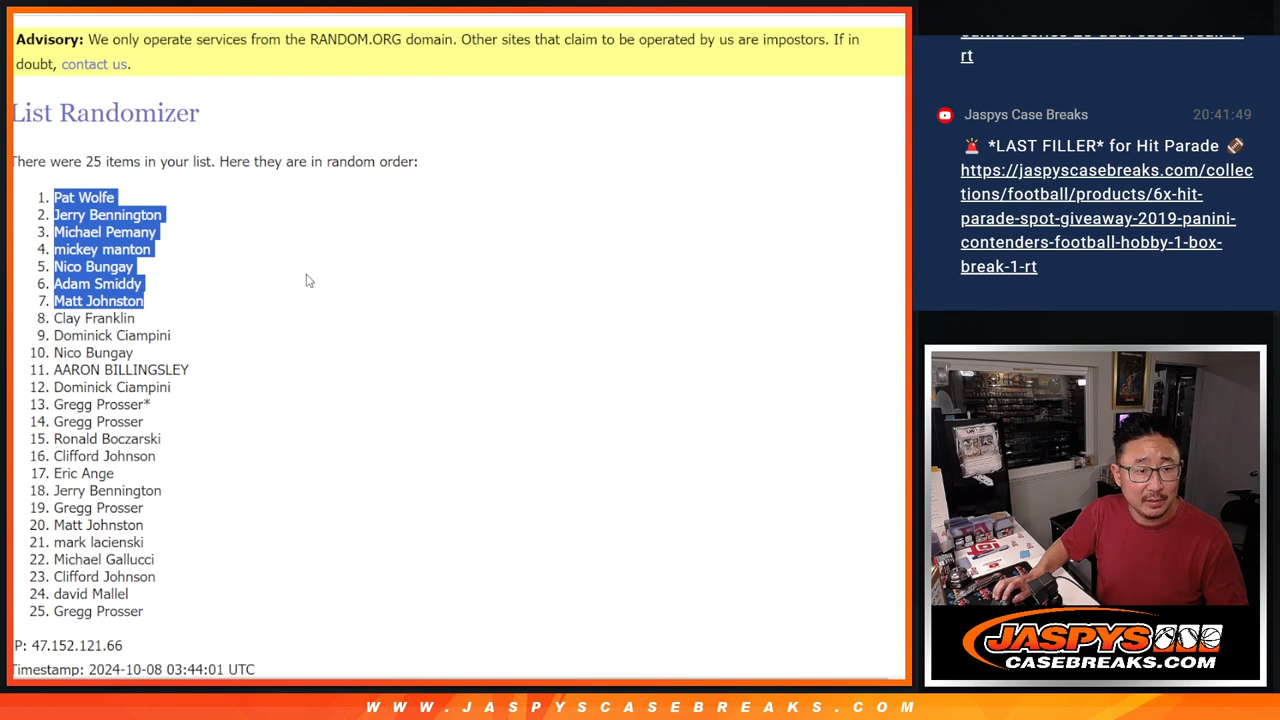 Advisory: We only operate services from the RANDOM.ORG domain. Other sites that claim to be operated by us are impostors. If in
doubt, contact us.
List Randomizer
There were 25 items in your list. Here they are in random order:
1. Pat Wolfe
2. Jerry Bennington
3. Michael Pemany
4. mickey manton
5. Nico Bungay
6. Adam Smiddy
7. Matt Johnston
8. Clay Franklin
9. Dominick Ciampini
10. Nico Bungay
11. AARON BILLINGSLEY
12. Dominick Ciampini
13. Gregg Prosser*
14. Gregg Prosser
15. Ronald Boczarski
16. Clifford Johnson
17. Eric Ange
18. Jerry Bennington
19. Gregg Prosser
20. Matt Johnston
21. mark lacienski
22. Michael Gallucci
23. Clifford Johnson
24. david Mallel
25. Gregg Prosser
P: 47.152.121.66
Timestamp: 2024-10-08 03:44:01 UTC
rt
Jaspys Case Breaks 20:41:49
🚨 *LAST FILLER* for Hit Parade 🏈
https://jaspyscasebreaks.com/collec
tions/football/products/6x-hit-
parade-spot-giveaway-2019-panini-
contenders-football-hobby-1-box-
break-1-rt
JASPYS
CASEBREAKS.COM
WWW.JASPYSCASEBREAKS.COM